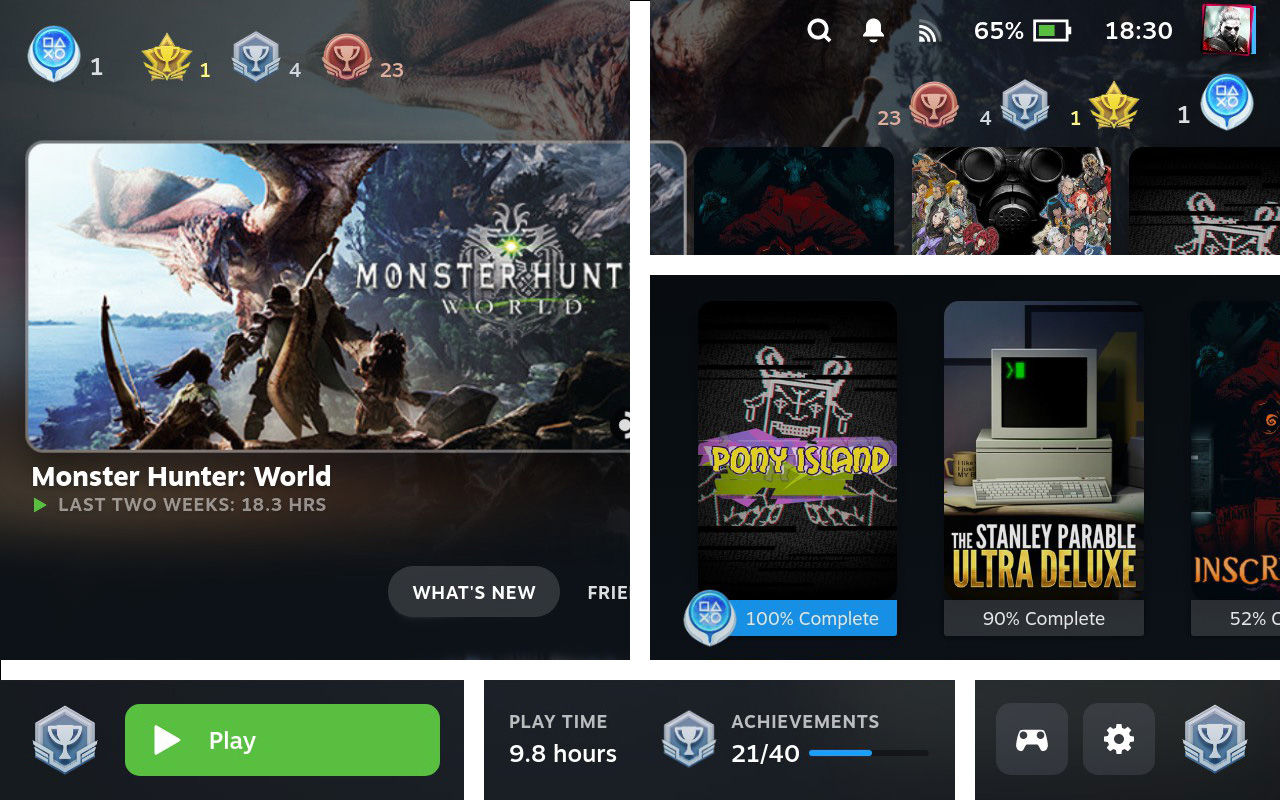 1
1
4
23
MONSTER HUNT
WORLD
Monster Hunter: World
LAST TWO WEEKS: 18.3 HRS
WHAT'S NEW
FRIE
65%
18:30
23
4
1
1
PONY ISLAND
THE STANLEY PARABLE
ULTRA DELUXE
INSCR
100% Complete
90% Complete
52% C
Play
PLAY TIME
9.8 hours
ACHIEVEMENTS
21/40